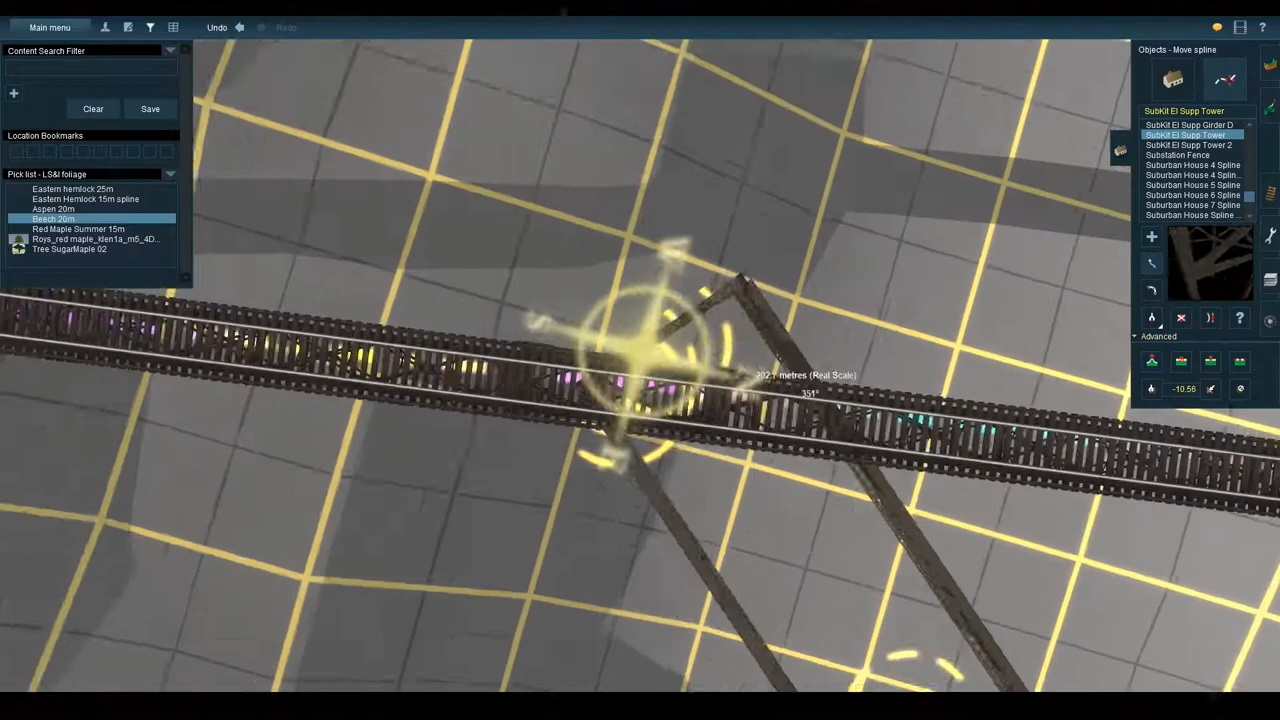 Main menu
Undo
Redo
?
Content Search Filter
Clear
Save
Location Bookmarks
Pick list - LS&I foliage
Eastern hemlock 25m
Eastern Hemlock 15m spline
Aspen 20m
Beech 20m
Red Maple Summer 15m
Roys_red maple_Iden1a_m5_4D...
Tree SugarMaple 02
metres (Real Scale)
351°
Objects - Move spline
SubKit El Supp Tower
SubKit El Supp Girder D
SubKit El Supp Tower
SubKit El Supp Tower 2
Substation Fence
Suburban House 4 Spline
Suburban House 4 Splin...
Suburban House 5 Spline
Suburban House 6 Spline
Suburban House 7 Spline
Suburban House Spline ...
?
Advanced
-10.56